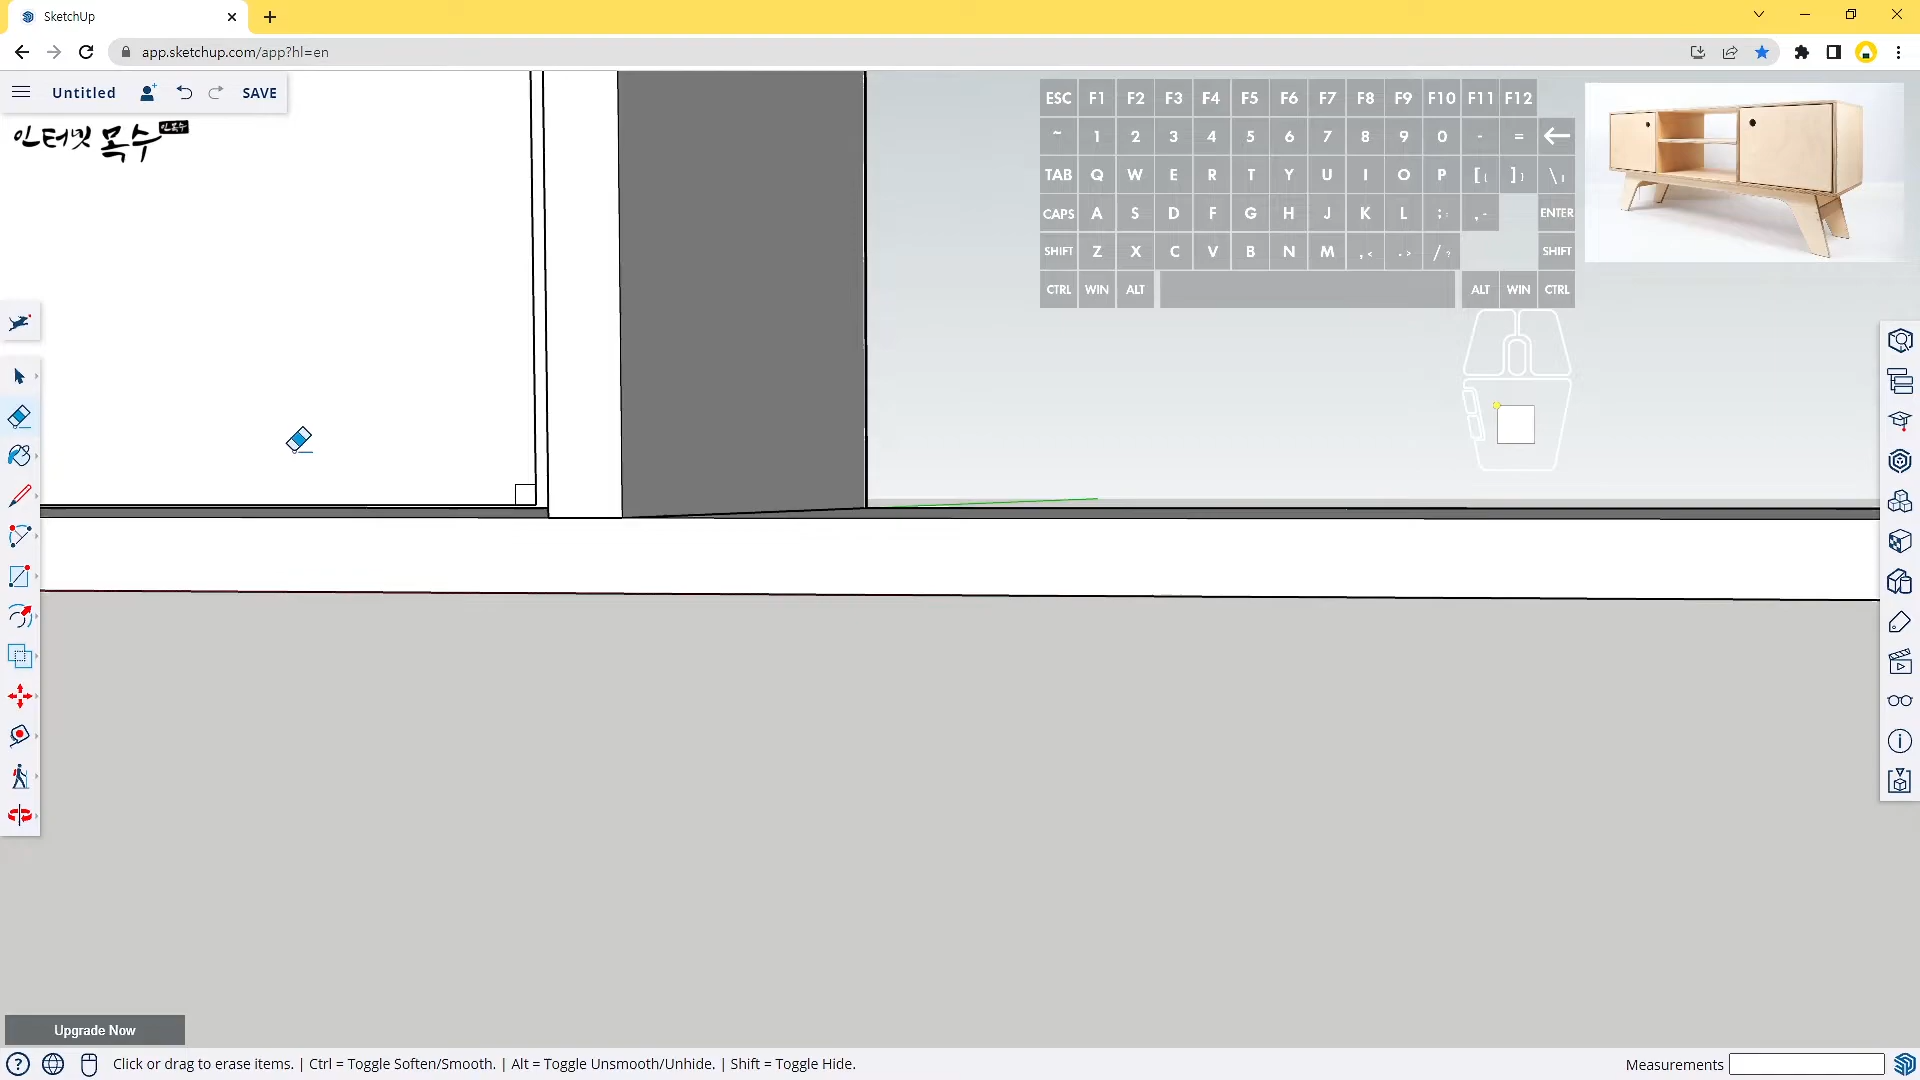 SketchUp
app.sketchup.com/app?hl=en
Untitled
SAVE
인터넷 목수 인목수
ESC F1 F2 F3 F4 F5 F6 F7 F8 F9 F10 F11 F12
~ 1 2 3 4 5 6 7 8 9 0 - =
TAB Q W E R T Y U I O P [{ ]} \|
CAPS A S D F G H J K L ;: ENTER
SHIFT Z X C V B N M ,< .> /? SHIFT
CTRL WIN ALT ALT WIN CTRL
Upgrade Now
Click or drag to erase items. | Ctrl = Toggle Soften/Smooth. | Alt = Toggle Unsmooth/Unhide. | Shift = Toggle Hide.
Measurements